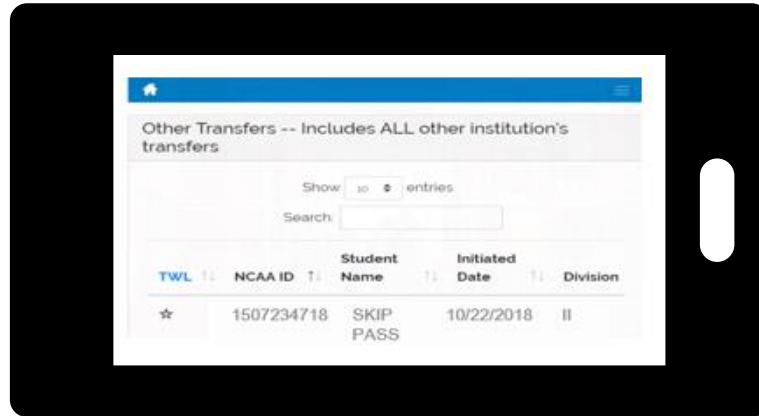 Other Transfers -- Includes ALL other institution's
transfers
Show 10 entries
Search:
Student Initiated
TWL NCAA ID Name Date Division
1507234718 SKIP 10/22/2018 II
PASS